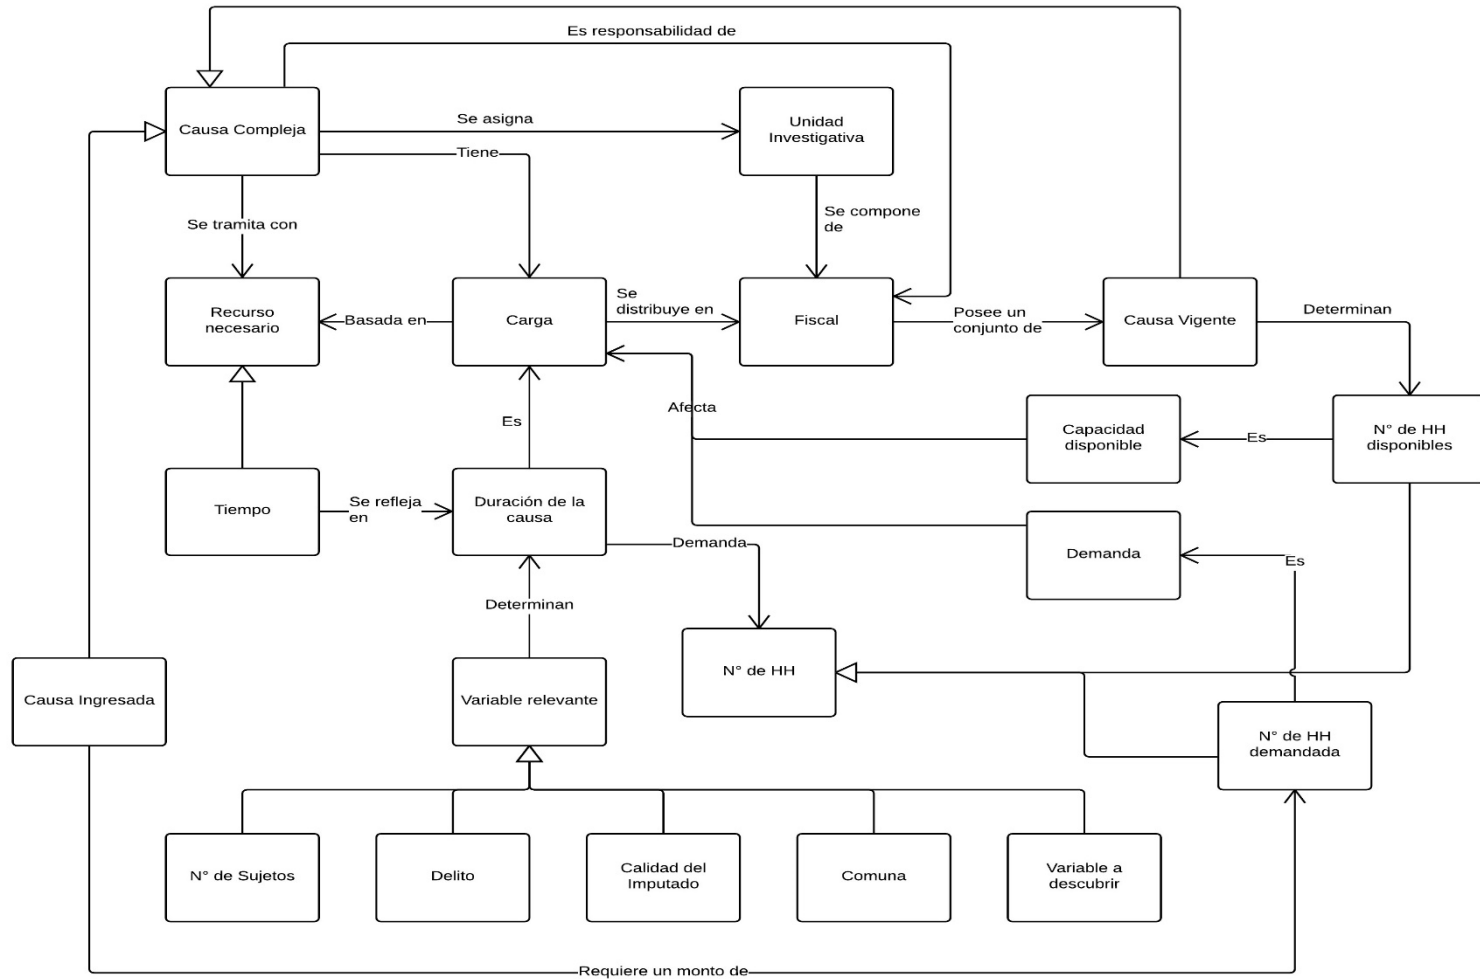 Es responsabilidad de
Causa Compleja
Se asigna
Unidad
Investigativa
Tiene
Se tramita con
Se compone
de
Recurso
necesario
Basada en
Carga
Se
distribuye en
Fiscal
Posee un
conjunto de
Causa Vigente
Determinan
Afecta
Es
Capacidad
disponible
Es
N° de HH
disponibles
Tiempo
Se refleja
en
Duración de la
causa
Demanda
Demanda
Es
Determinan
N° de HH
Causa Ingresada
Variable relevante
N° de HH
demandada
N° de Sujetos
Delito
Calidad del
Imputado
Comuna
Variable a
descubrir
Requiere un monto de